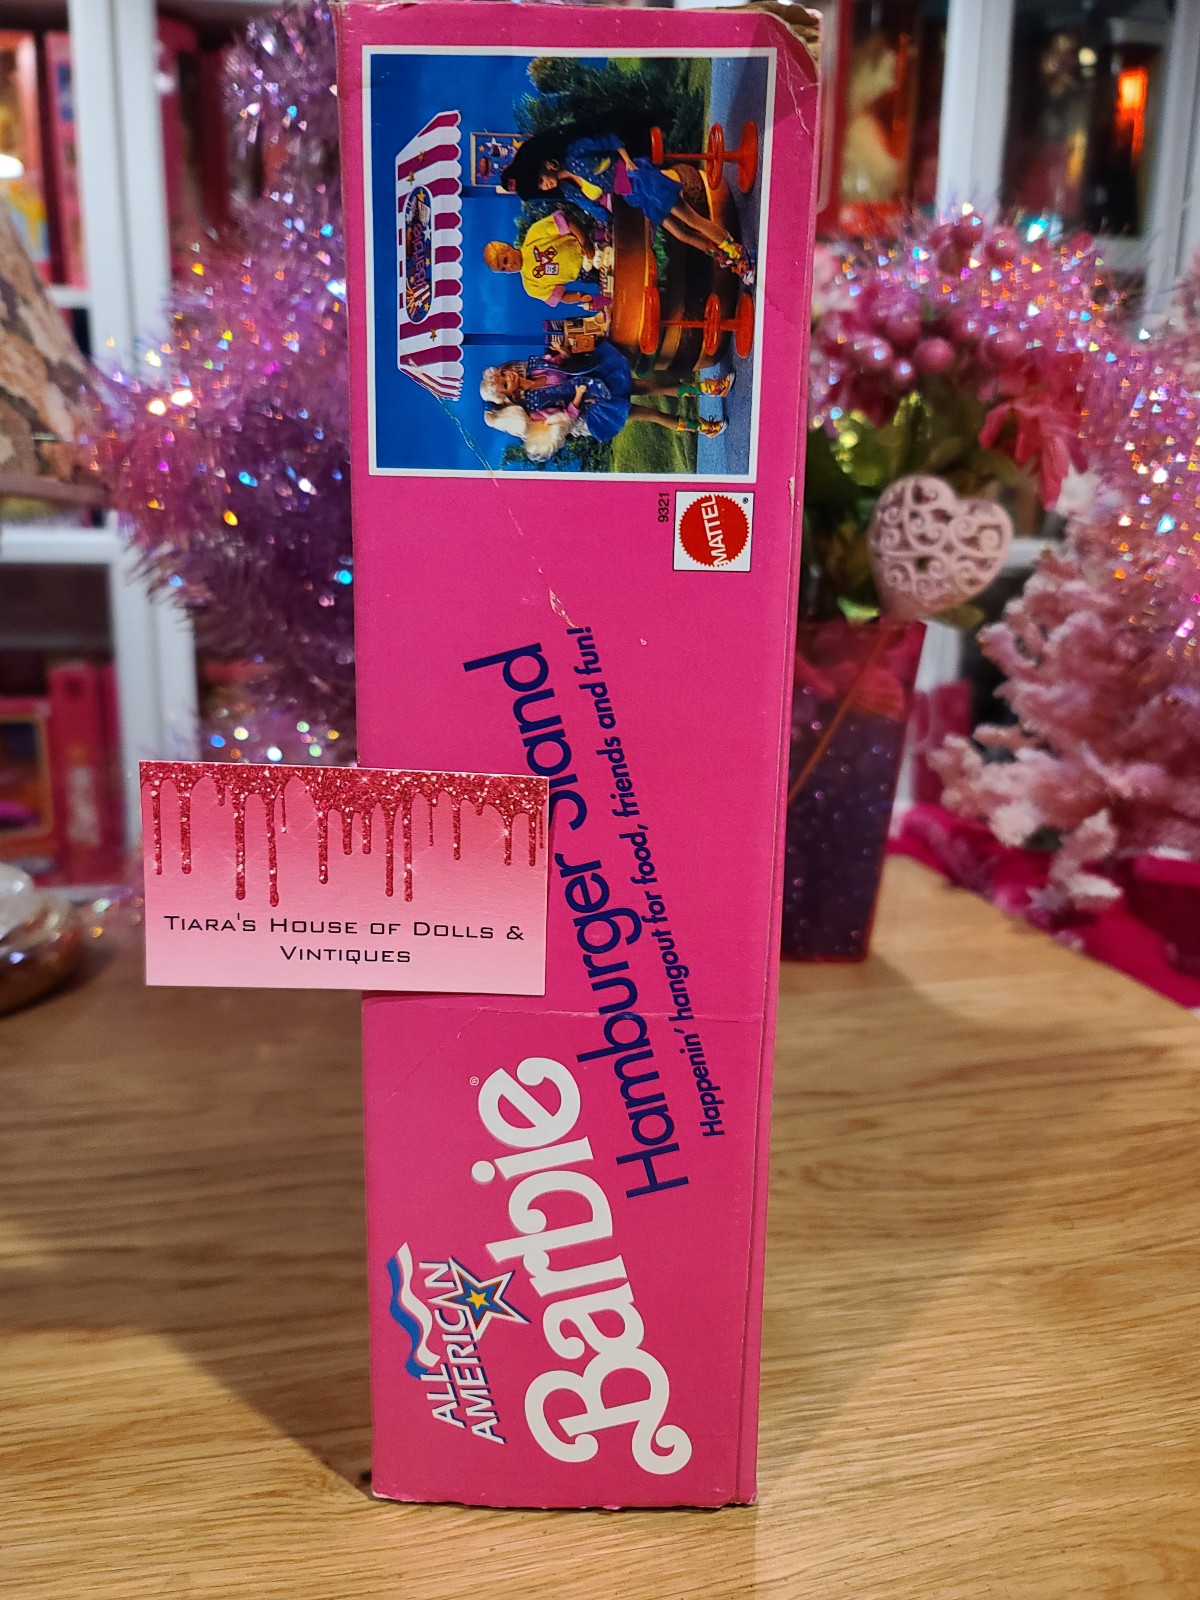 ALL
AMERICAN
Barbie®
Hamburger Stand
Happenin' hangout for food, friends and fun!
MATTEL®
9321
Barbie
TIARA'S HOUSE OF DOLLS &
VINTIQUES